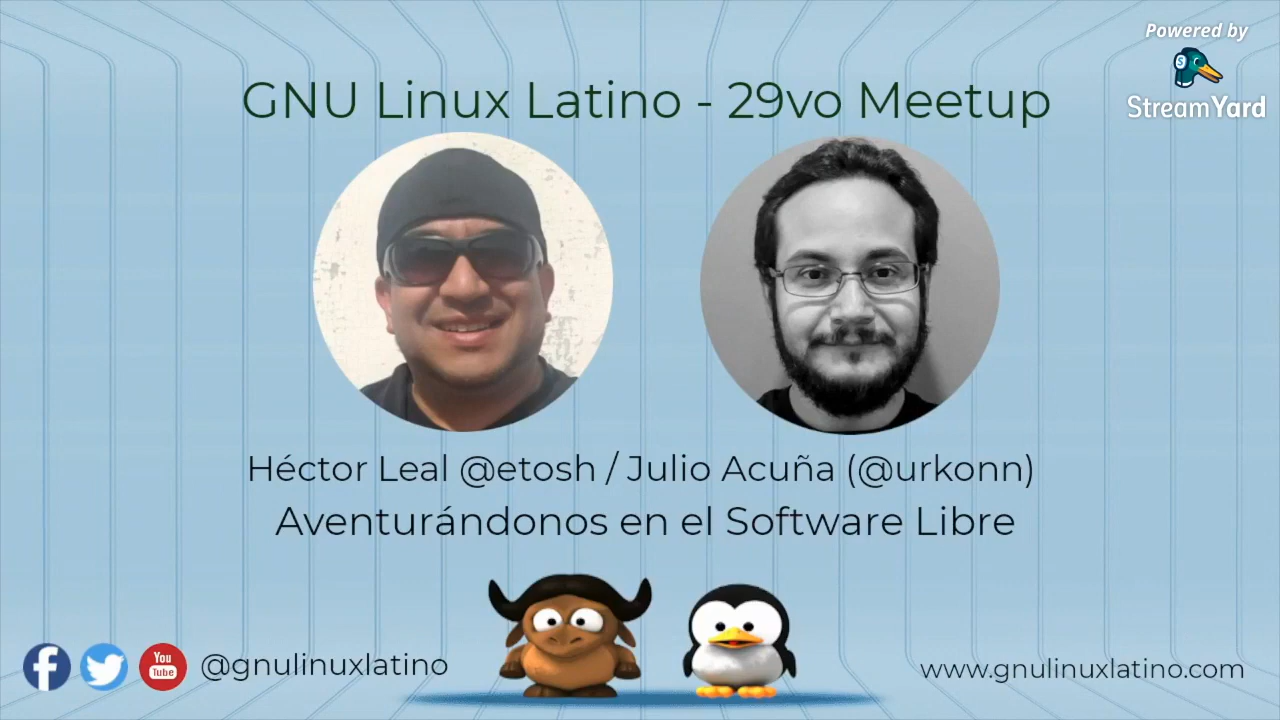 Powered by
StreamYard
GNU Linux Latino - 29vo Meetup
Héctor Leal @etosh / Julio Acuña (@urkonn)
Aventurándonos en el Software Libre
You
Tube
@gnulinuxlatino
www.gnulinuxlatino.com